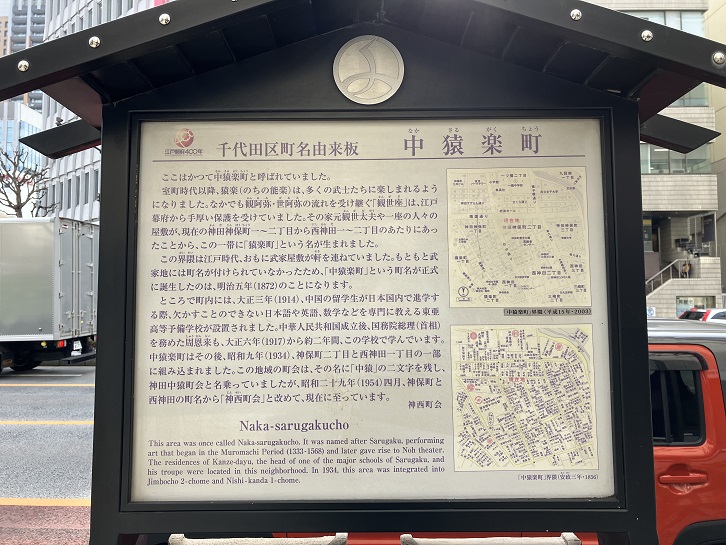 江戸開府400年
千代田区町名由来板
なか さる がく ちょう
中猿楽町
ここはかつて中猿楽町と呼ばれていました。
室町時代以降、猿楽(のちの能楽)は、多くの武士たちに楽しまれるよう
になりました。なかでも観阿弥・世阿弥の流れを受け継ぐ「観世座」は、江戸
幕府から手厚い保護を受けていました。その家元観世太夫や一座の人々の
屋敷が、現在の神田神保町一～二丁目から西神田一～二丁目のあたりにあっ
たことから、この一帯に「猿楽町」という名が生まれました。
この界隈は江戸時代、おもに武家屋敷が軒を連ねていました。もともと武
家地には町名が付けられていなかったため、「中猿楽町」という町名が正式
に誕生したのは、明治五年(1872)のことになります。
ところで町内には、大正三年(1914)、中国の留学生が日本国内で進学す
る際、欠かすことのできない日本語や英語、数学などを専門に教える東亜
高等予備学校が設置されました。中華人民共和国成立後、国務院総理(首相)
を務めた周恩来も、大正六年(1917)から約二年間、この学校で学んでいます。
中猿楽町はその後、昭和九年(1934)、神保町二丁目と西神田一丁目の一部
に組み込まれました。この地域の町会は、その名に「中猿」の二文字を残し、
神田中猿町会と名乗っていましたが、昭和二十九年(1954)四月、神保町と
西神田の町名から「神西町会」と改めて、現在に至っています。
神西町会
Naka-sarugakucho
This area was once called Naka-sarugakucho. It was named after Sarugaku, performing
art that began in the Muromachi Period (1333-1568) and later gave rise to Noh theater.
The residences of Kanze-dayu, the head of one of the major schools of Sarugaku, and
his troupe were located in this neighborhood. In 1934, this area was integrated into
Jimbocho 2-chome and Nishi-kanda 1-chome.
「中猿楽町」界隈(平成15年・2003)
「中猿楽町」界隈(安政三年・1856)